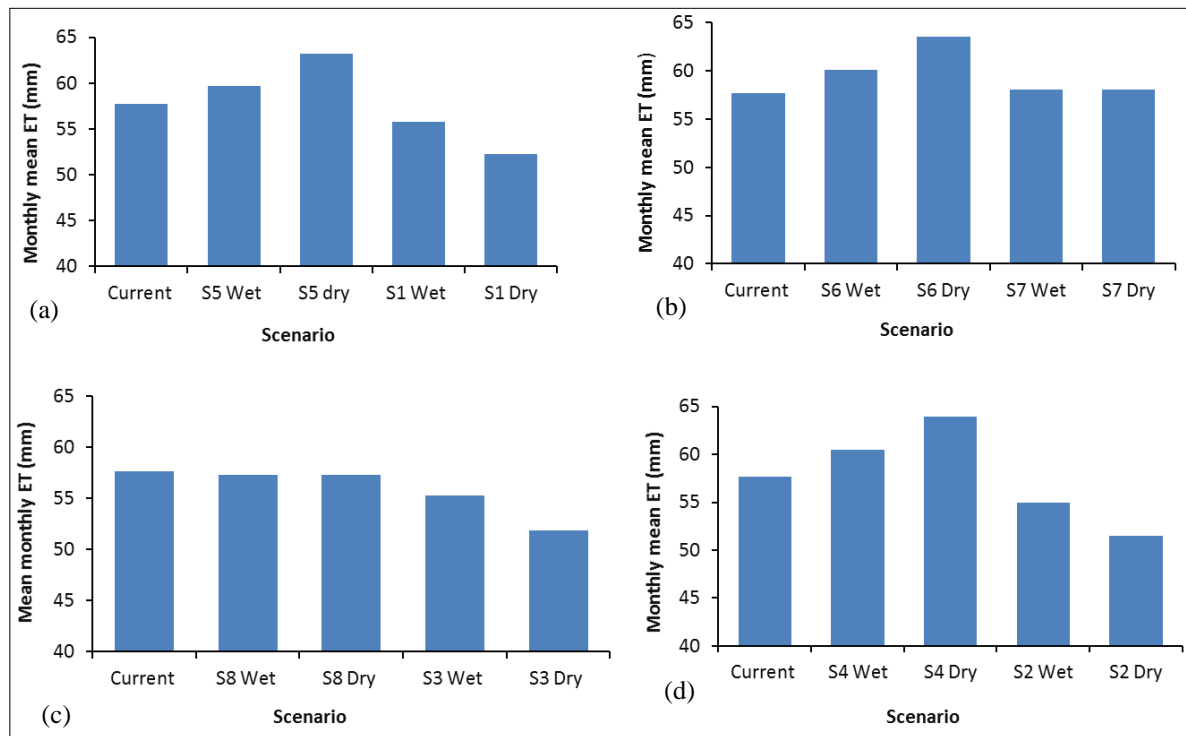 Monthly mean ET (mm)
65
60
55
50
45
40
Current S5 Wet S5 dry S1 Wet S1 Dry
Scenario
(a)
Monthly mean ET (mm)
65
60
55
50
45
40
Current S6 Wet S6 Dry S7 Wet S7 Dry
Scenario
(b)
Mean monthly ET (mm)
65
60
55
50
45
40
Current S8 Wet S8 Dry S3 Wet S3 Dry
Scenario
(c)
Monthly mean ET (mm)
65
60
55
50
45
40
Current S4 Wet S4 Dry S2 Wet S2 Dry
Scenario
(d)